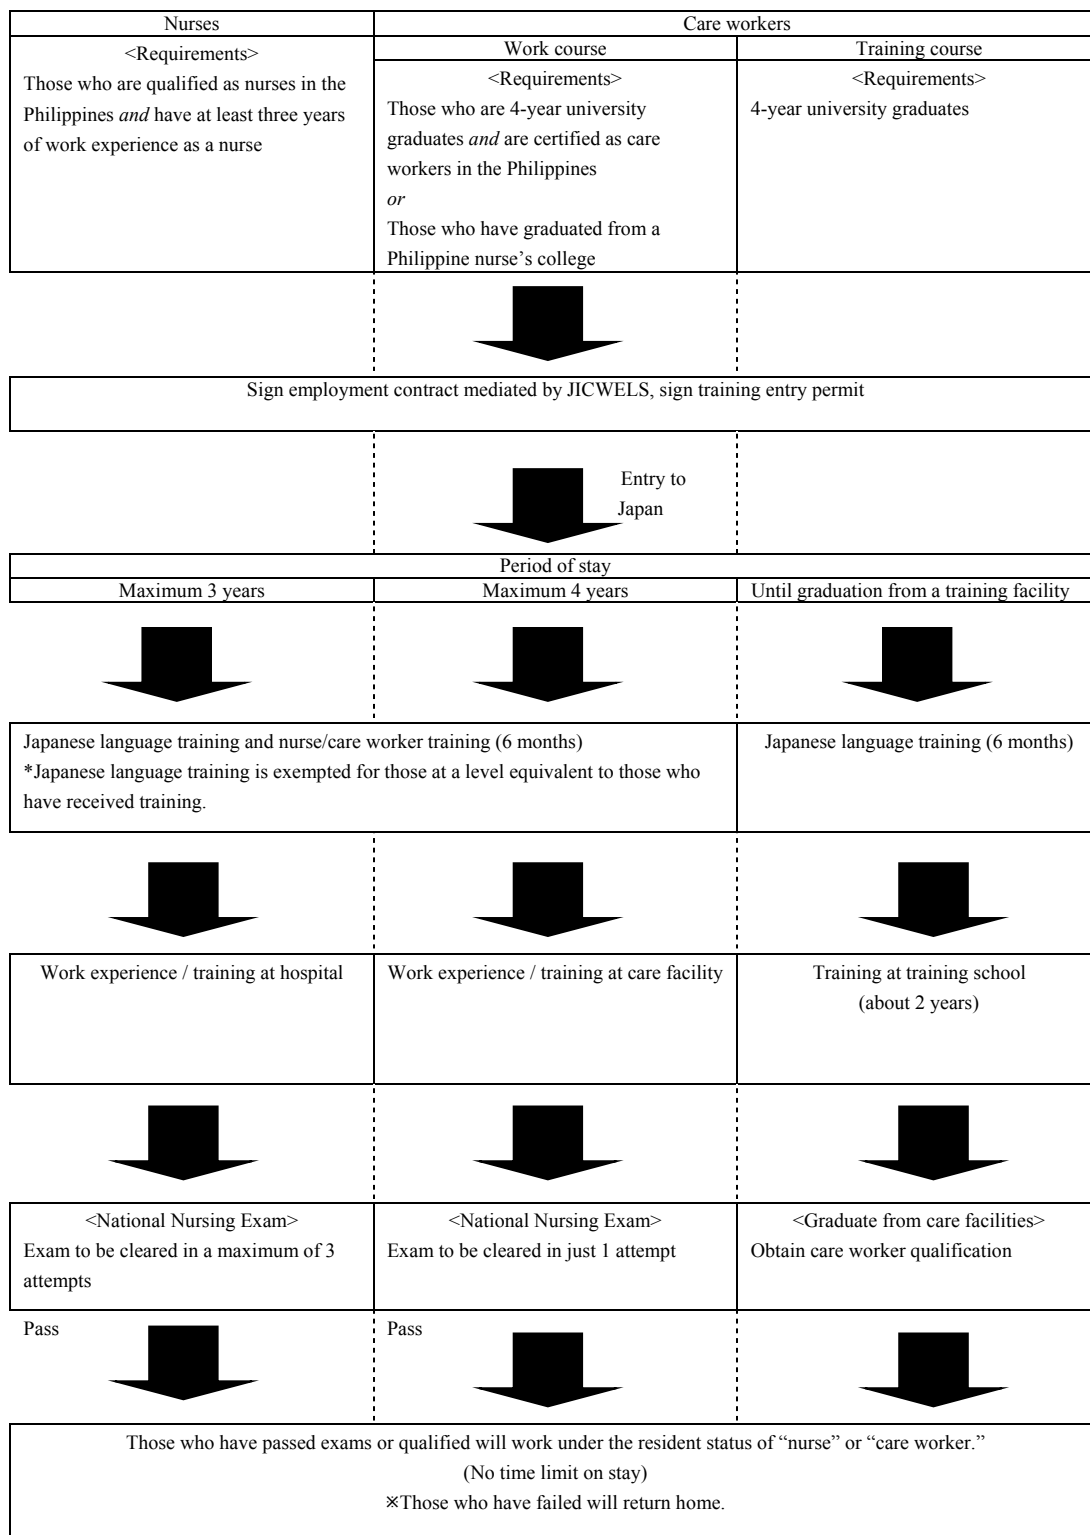 Nurses
Care workers
<Requirements>
Those who are qualified as nurses in the
Philippines and have at least three years
of work experience as a nurse
Work course
<Requirements>
Those who are 4-year university
graduates and are certified as care
workers in the Philippines
or
Those who have graduated from a
Philippine nurse’s college
Training course
<Requirements>
4-year university graduates
Sign employment contract mediated by JICWELS, sign training entry permit
Entry to
Japan
Period of stay
Maximum 3 years
Maximum 4 years
Until graduation from a training facility
Japanese language training and nurse/care worker training (6 months)
*Japanese language training is exempted for those at a level equivalent to those who
have received training.
Japanese language training (6 months)
Work experience / training at hospital
Work experience / training at care facility
Training at training school
(about 2 years)
<National Nursing Exam>
Exam to be cleared in a maximum of 3
attempts
<National Nursing Exam>
Exam to be cleared in just 1 attempt
<Graduate from care facilities>
Obtain care worker qualification
Pass
Pass
Those who have passed exams or qualified will work under the resident status of “nurse” or “care worker.”
(No time limit on stay)
※Those who have failed will return home.